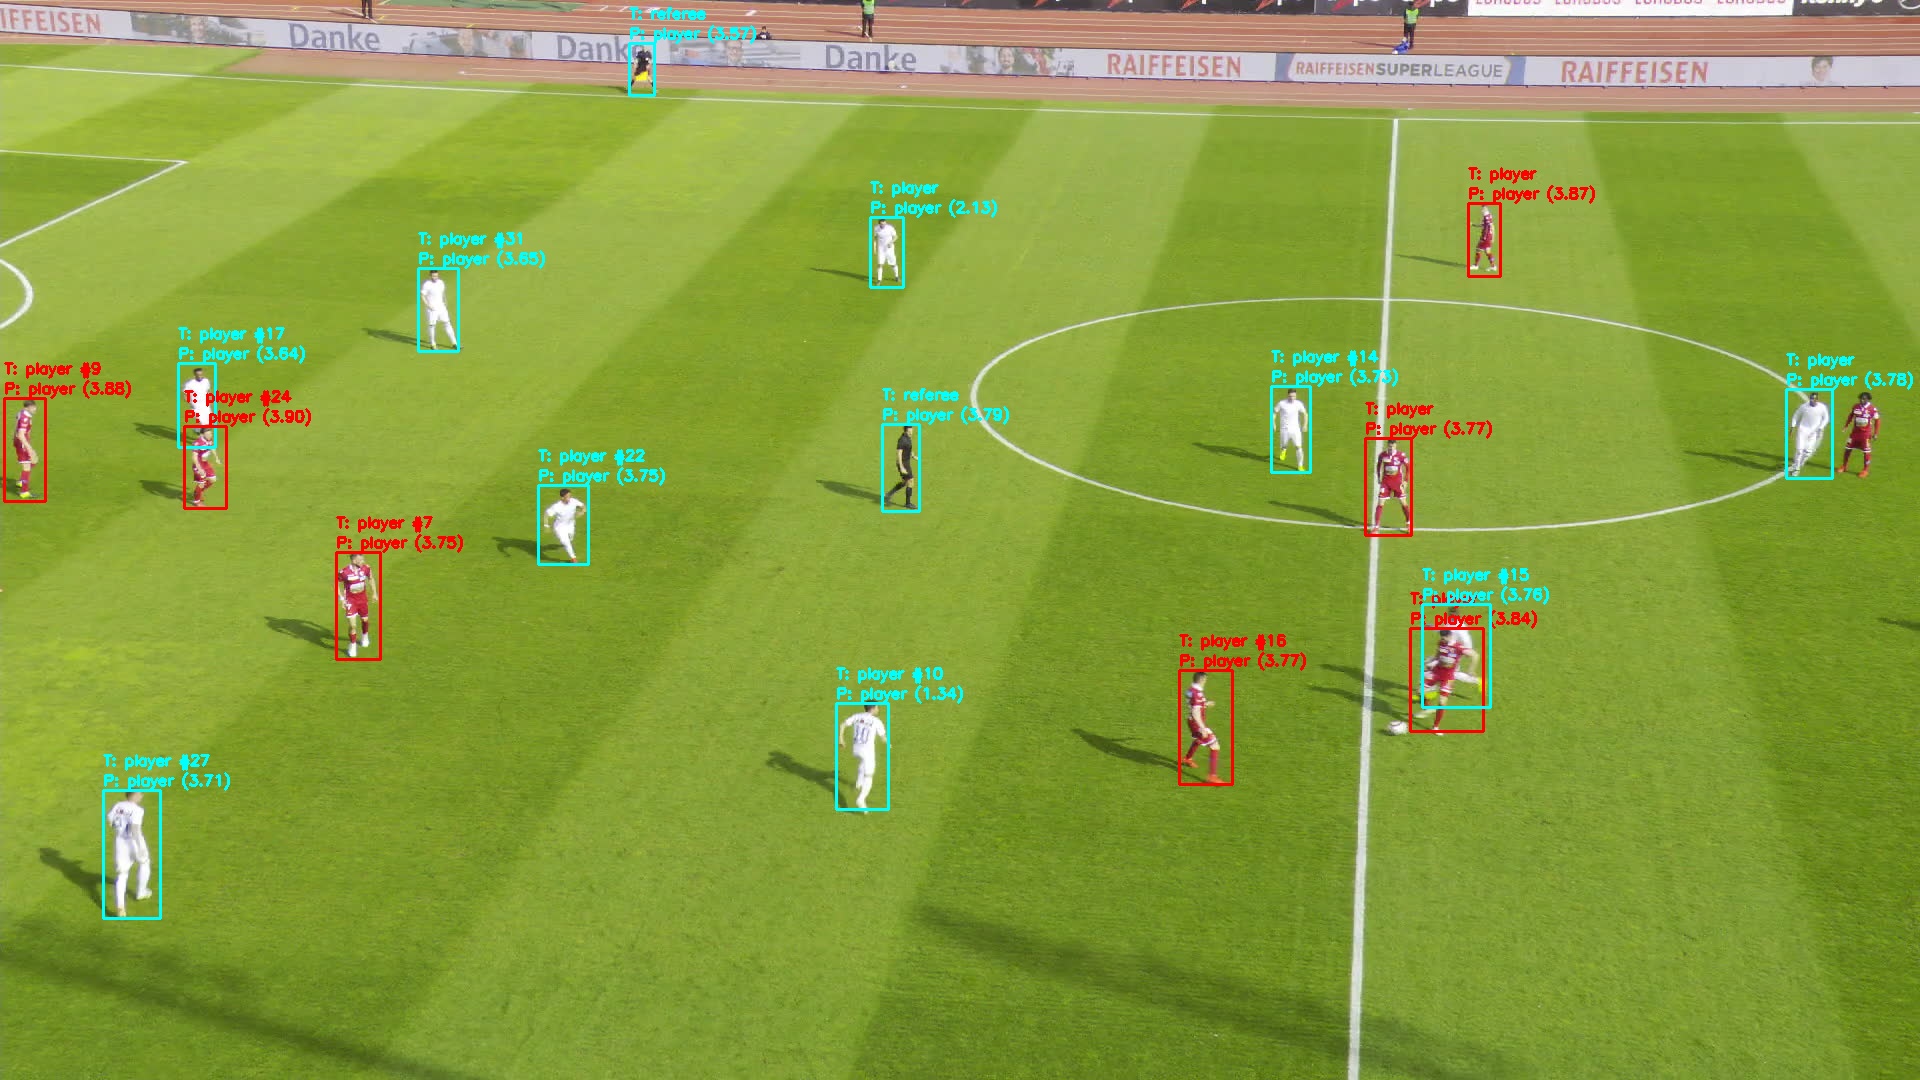 RAIFFEISEN
Danke
Danke
Danke
RAIFFEISEN
RAIFFEISENSUPERLEAGUE
RAIFFEISEN
T: referee
P: player (3.57)
T: player
P: player (3.87)
T: player
P: player (2.13)
T: player #31
P: player (3.65)
T: player #17
P: player (3.64)
T: player #9
P: player (3.88)
T: player #24
P: player (3.90)
T: player #14
P: player (3.73)
T: player
P: player (3.78)
T: referee
P: player (3.79)
T: player
P: player (3.77)
T: player #22
P: player (3.75)
T: player #7
P: player (3.75)
T: player #15
P: player (3.76)
P: player (3.84)
T: player #16
P: player (3.77)
T: player #10
P: player (1.34)
10
T: player #27
P: player (3.71)